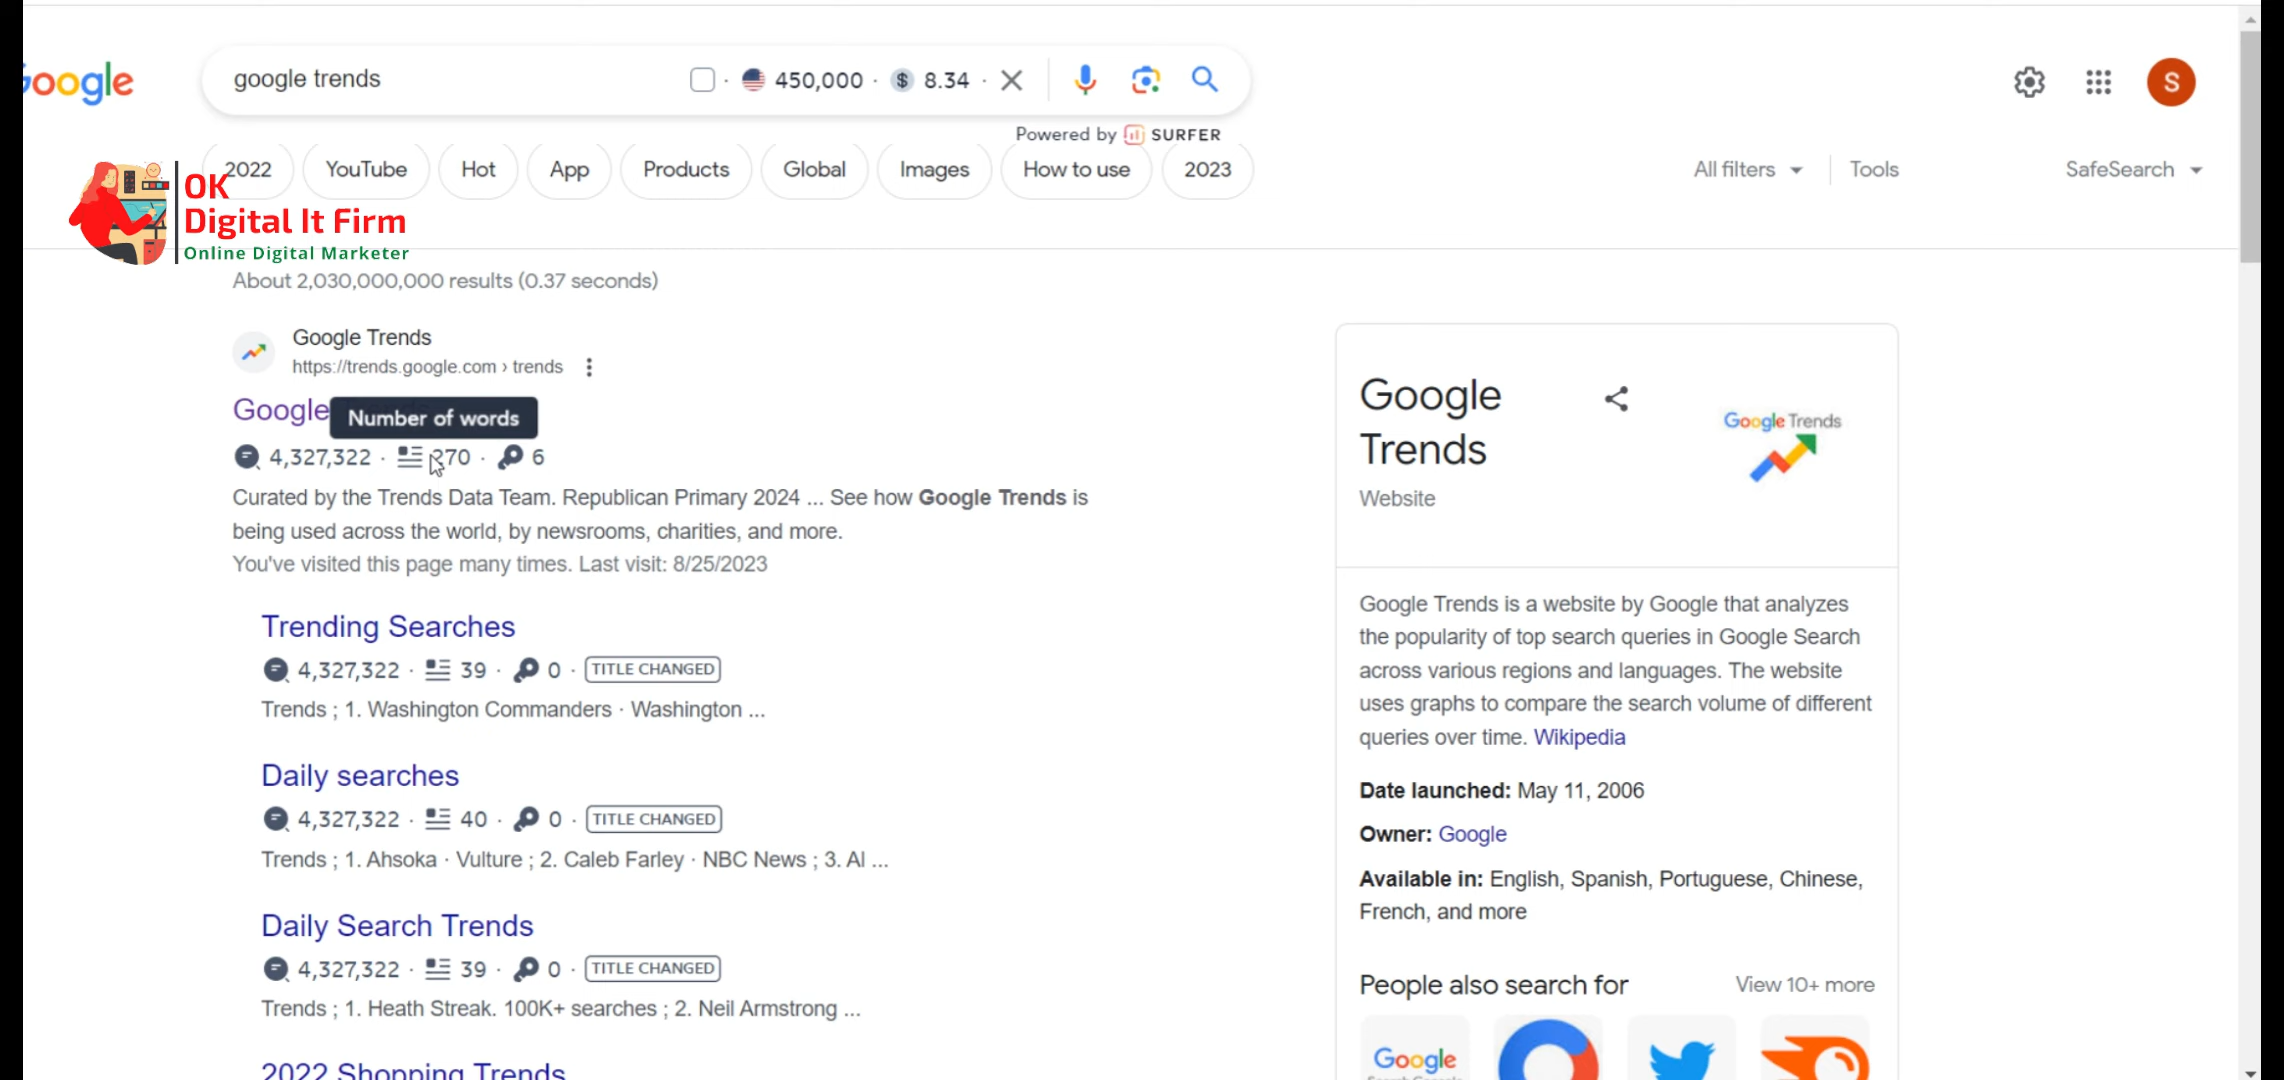 Google
google trends
450,000 · $ 8.34 ·
S
Powered by SURFER
2022
YouTube
Hot
App
Products
Global
Images
How to use
2023
All filters
Tools
SafeSearch
OK
Digital It Firm
Online Digital Marketer
About 2,030,000,000 results (0.37 seconds)
Google Trends
https://trends.google.com › trends
Google
Number of words
4,327,322 · 270 · 6
Curated by the Trends Data Team. Republican Primary 2024 ... See how Google Trends is
being used across the world, by newsrooms, charities, and more.
You've visited this page many times. Last visit: 8/25/2023
Trending Searches
4,327,322 · 39 · 0 · TITLE CHANGED
Trends ; 1. Washington Commanders · Washington ...
Daily searches
4,327,322 · 40 · 0 · TITLE CHANGED
Trends ; 1. Ahsoka · Vulture ; 2. Caleb Farley · NBC News ; 3. Al ...
Daily Search Trends
4,327,322 · 39 · 0 · TITLE CHANGED
Trends ; 1. Heath Streak. 100K+ searches ; 2. Neil Armstrong ...
2022 Shopping Trends
Google
Trends
Website
Google Trends
Google Trends is a website by Google that analyzes
the popularity of top search queries in Google Search
across various regions and languages. The website
uses graphs to compare the search volume of different
queries over time. Wikipedia
Date launched: May 11, 2006
Owner: Google
Available in: English, Spanish, Portuguese, Chinese,
French, and more
People also search for
View 10+ more
Google